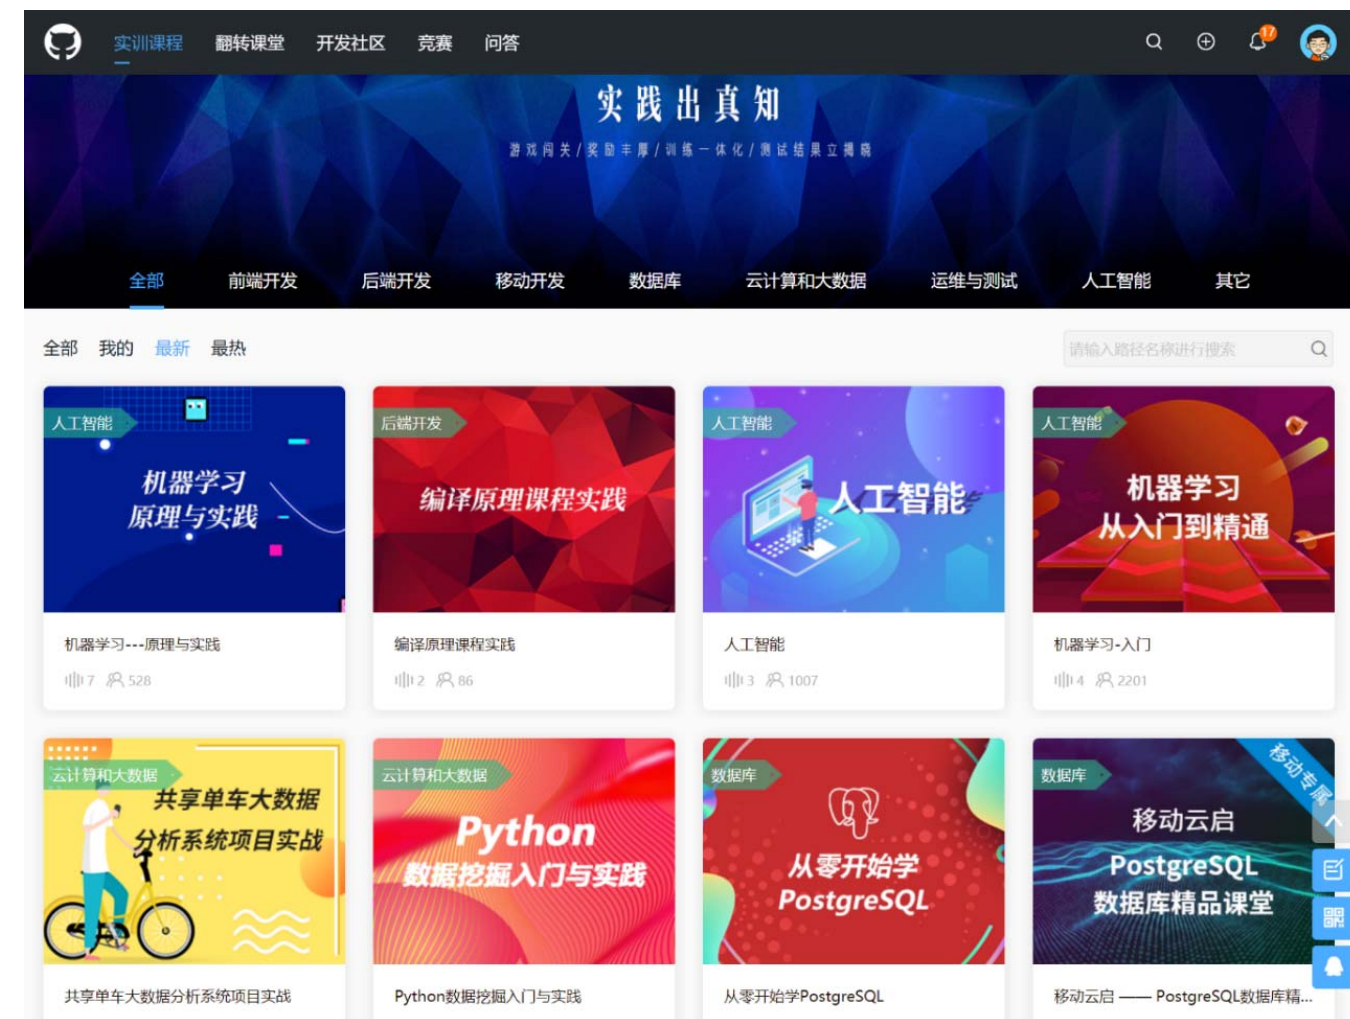 实训课程 翻转课堂 开发社区 竞赛 问答
17
实践出真知
游戏闯关/奖励丰厚/训练一体化/测试结果立揭晓
全部 前端开发 后端开发 移动开发 数据库 云计算和大数据 运维与测试 人工智能 其它
全部 我的 最新 最热
请输入路径名称进行搜索
人工智能
机器学习
原理与实践
机器学习---原理与实践
7 528
后端开发
编译原理课程实践
编译原理课程实践
2 86
人工智能
人工智能
人工智能
3 1007
人工智能
机器学习
从入门到精通
机器学习-入门
4 2201
云计算和大数据
共享单车大数据
分析系统项目实战
共享单车大数据分析系统项目实战
云计算和大数据
Python
数据挖掘入门与实践
Python数据挖掘入门与实践
数据库
从零开始学
PostgreSQL
从零开始学PostgreSQL
数据库
移动专属
移动云启
PostgreSQL
数据库精品课堂
移动云启 —— PostgreSQL数据库精...